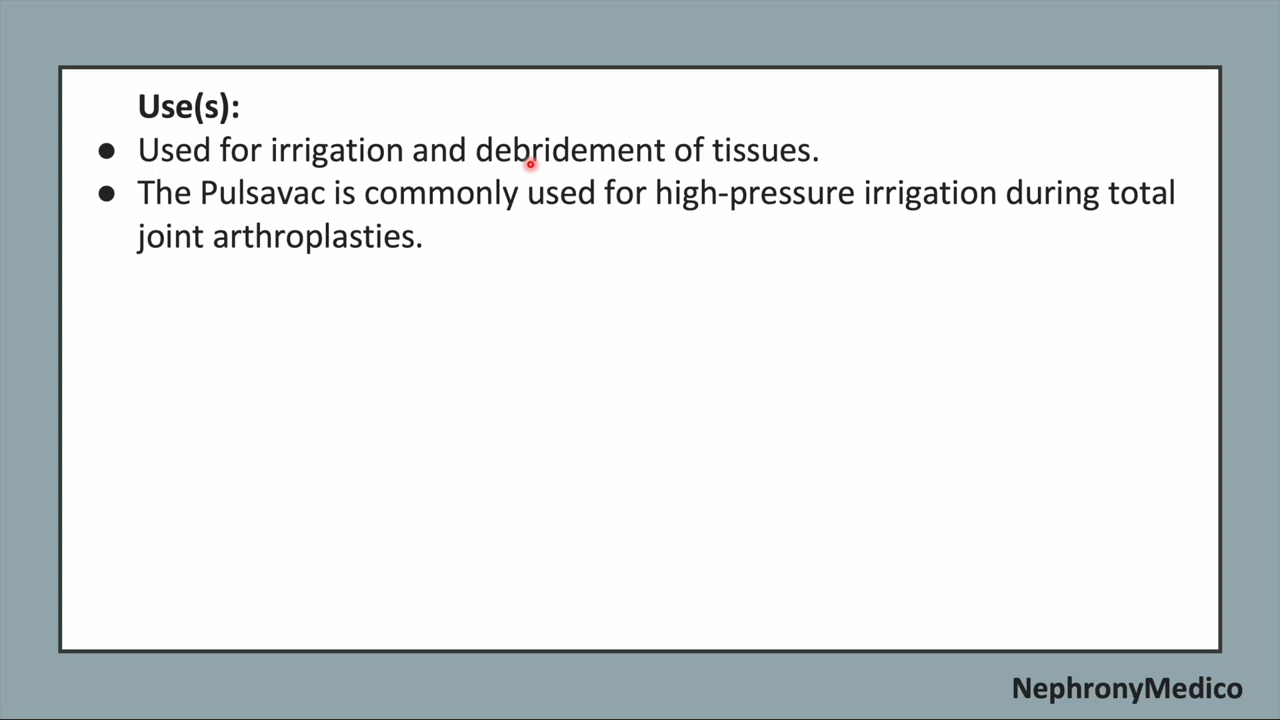 Use(s):
● Used for irrigation and debridement of tissues.
● The Pulsavac is commonly used for high-pressure irrigation during total
joint arthroplasties.
NephronyMedico